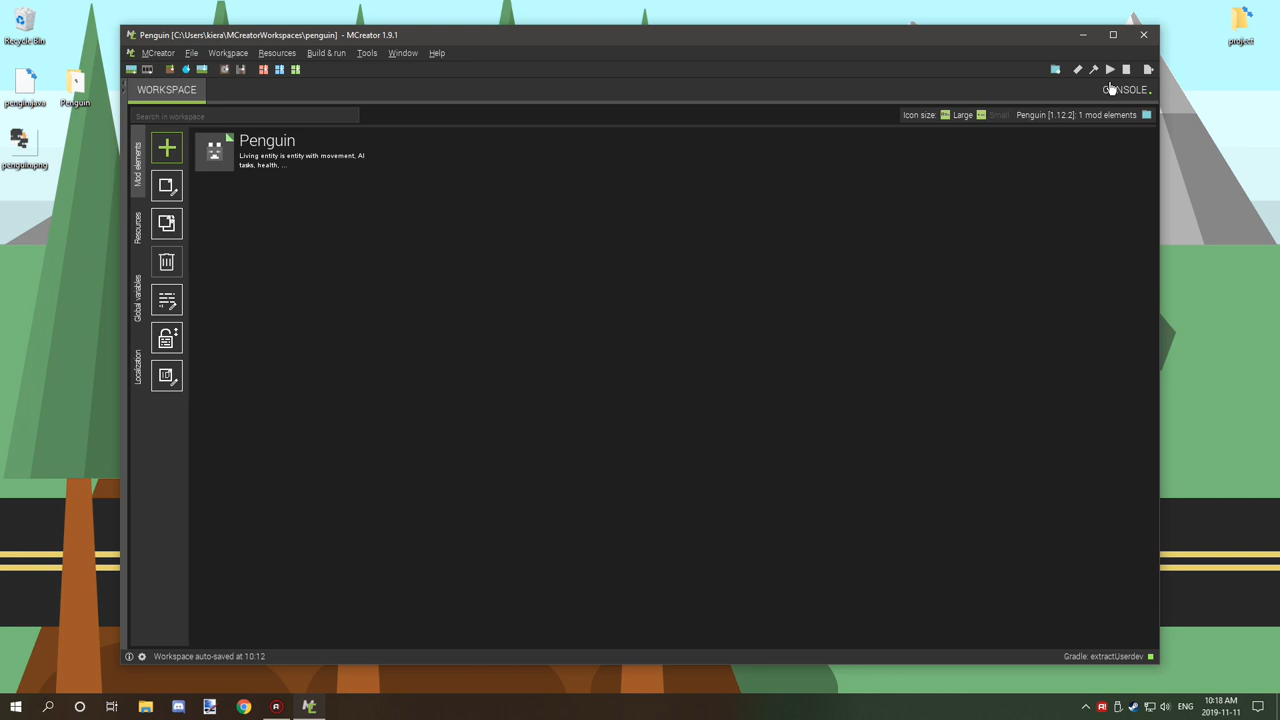 Recycle Bin
pengin.java
Penguin
penguin.png
project
Penguin [C:\Users\kiera\MCreatorWorkspaces\penguin] - MCreator 1.9.1
MCreator File Workspace Resources Build & run Tools Window Help
WORKSPACE
CONSOLE
Search in workspace
Icon size: Large Small Penguin [1.12.2]: 1 mod elements
Mod elements
Resources
Global variables
Localization
Penguin
Living entity is entity with movement, AI
tasks, health, ...
Workspace auto-saved at 10:12
Gradle: extractUserdev
ENG
10:18 AM
2019-11-11